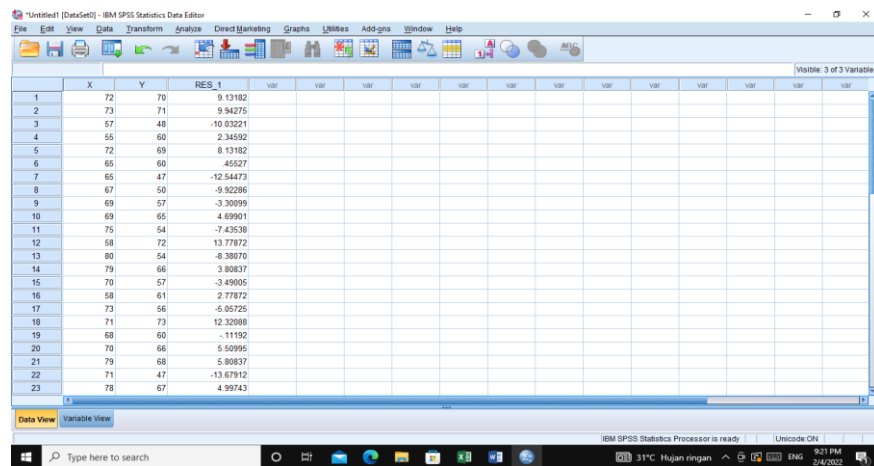 *Untitled1 [DataSet0] - IBM SPSS Statistics Data Editor
File Edit View Data Transform Analyze Direct Marketing Graphs Utilities Add-ons Window Help
Visible: 3 of 3 Variable
X Y RES_1 var var var var var var var var var var var var
1 72 70 9.13182
2 73 71 9.94275
3 57 48 -10.03221
4 55 60 2.34592
5 72 69 8.13182
6 65 60 .45527
7 65 47 -12.54473
8 67 50 -9.92286
9 69 57 -3.30099
10 69 65 4.69901
11 75 54 -7.43538
12 58 72 13.77872
13 80 54 -8.38070
14 79 66 3.80837
15 70 57 -3.49005
16 58 61 2.77872
17 73 56 -5.05725
18 71 73 12.32088
19 68 60 -.11192
20 70 66 5.50995
21 79 68 5.80837
22 71 47 -13.67912
23 78 67 4.99743
Data View Variable View
IBM SPSS Statistics Processor is ready Unicode:ON
Type here to search 31°C Hujan ringan ENG 9:21 PM
2/4/2022